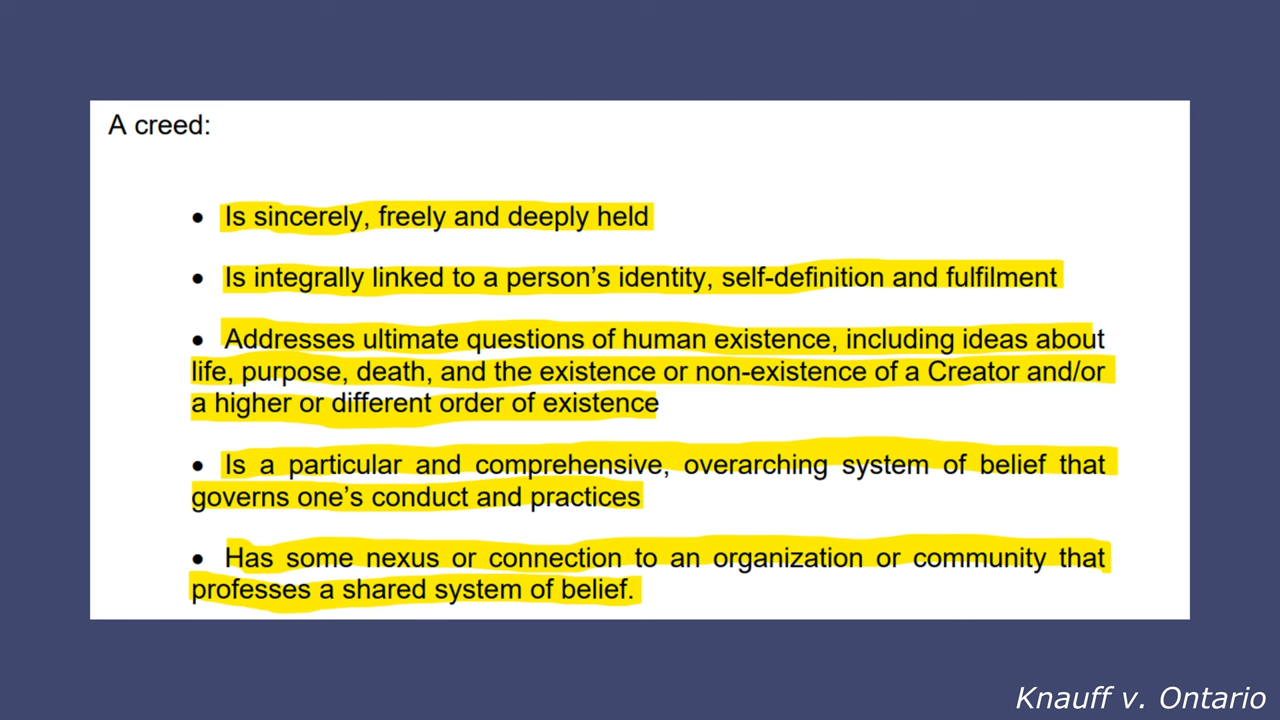 A creed:
• Is sincerely, freely and deeply held
• Is integrally linked to a person’s identity, self-definition and fulfilment
• Addresses ultimate questions of human existence, including ideas about
life, purpose, death, and the existence or non-existence of a Creator and/or
a higher or different order of existence
• Is a particular and comprehensive, overarching system of belief that
governs one’s conduct and practices
• Has some nexus or connection to an organization or community that
professes a shared system of belief.
Knauff v. Ontario